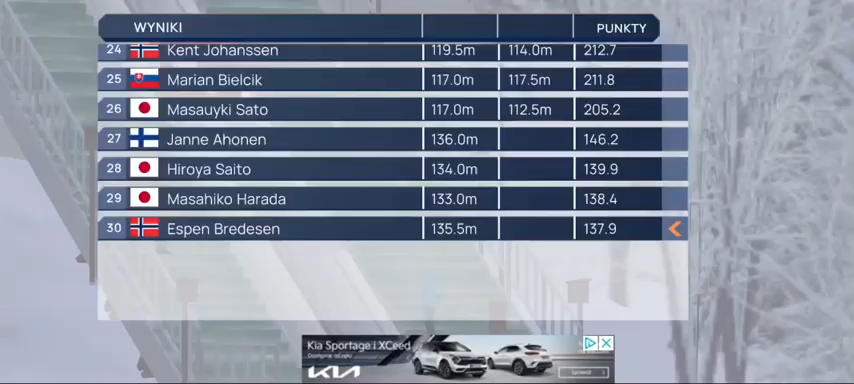 WYNIKI PUNKTY
24 Kent Johanssen 119.5m 114.0m 212.7
25 Marian Bielcik 117.0m 117.5m 211.8
26 Masauyki Sato 117.0m 112.5m 205.2
27 Janne Ahonen 136.0m 146.2
28 Hiroya Saito 134.0m 139.9
29 Masahiko Harada 133.0m 138.4
30 Espen Bredesen 135.5m 137.9
Kia Sportage i XCeed
KIA